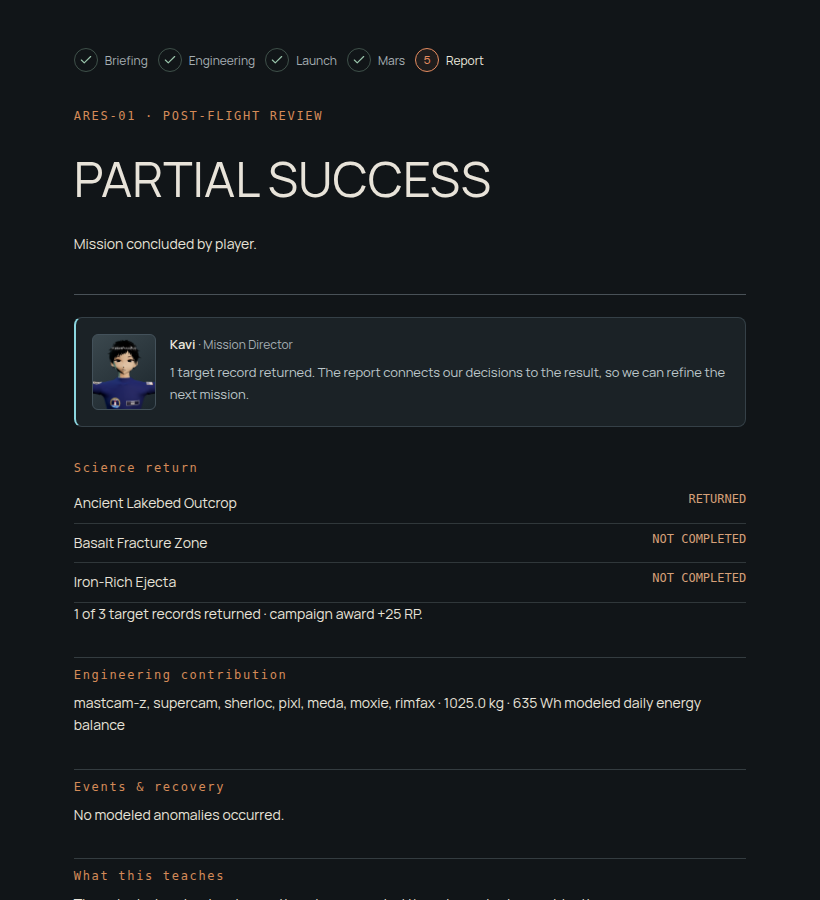 Briefing Engineering Launch Mars 5 Report
ARES-01 · POST-FLIGHT REVIEW
PARTIAL SUCCESS
Mission concluded by player.
Kavi · Mission Director
1 target record returned. The report connects our decisions to the result, so we can refine the
next mission.
Science return
Ancient Lakebed Outcrop RETURNED
Basalt Fracture Zone NOT COMPLETED
Iron-Rich Ejecta NOT COMPLETED
1 of 3 target records returned · campaign award +25 RP.
Engineering contribution
mastcam-z, supercam, sherloc, pixl, meda, moxie, rimfax · 1025.0 kg · 635 Wh modeled daily energy
balance
Events & recovery
No modeled anomalies occurred.
What this teaches